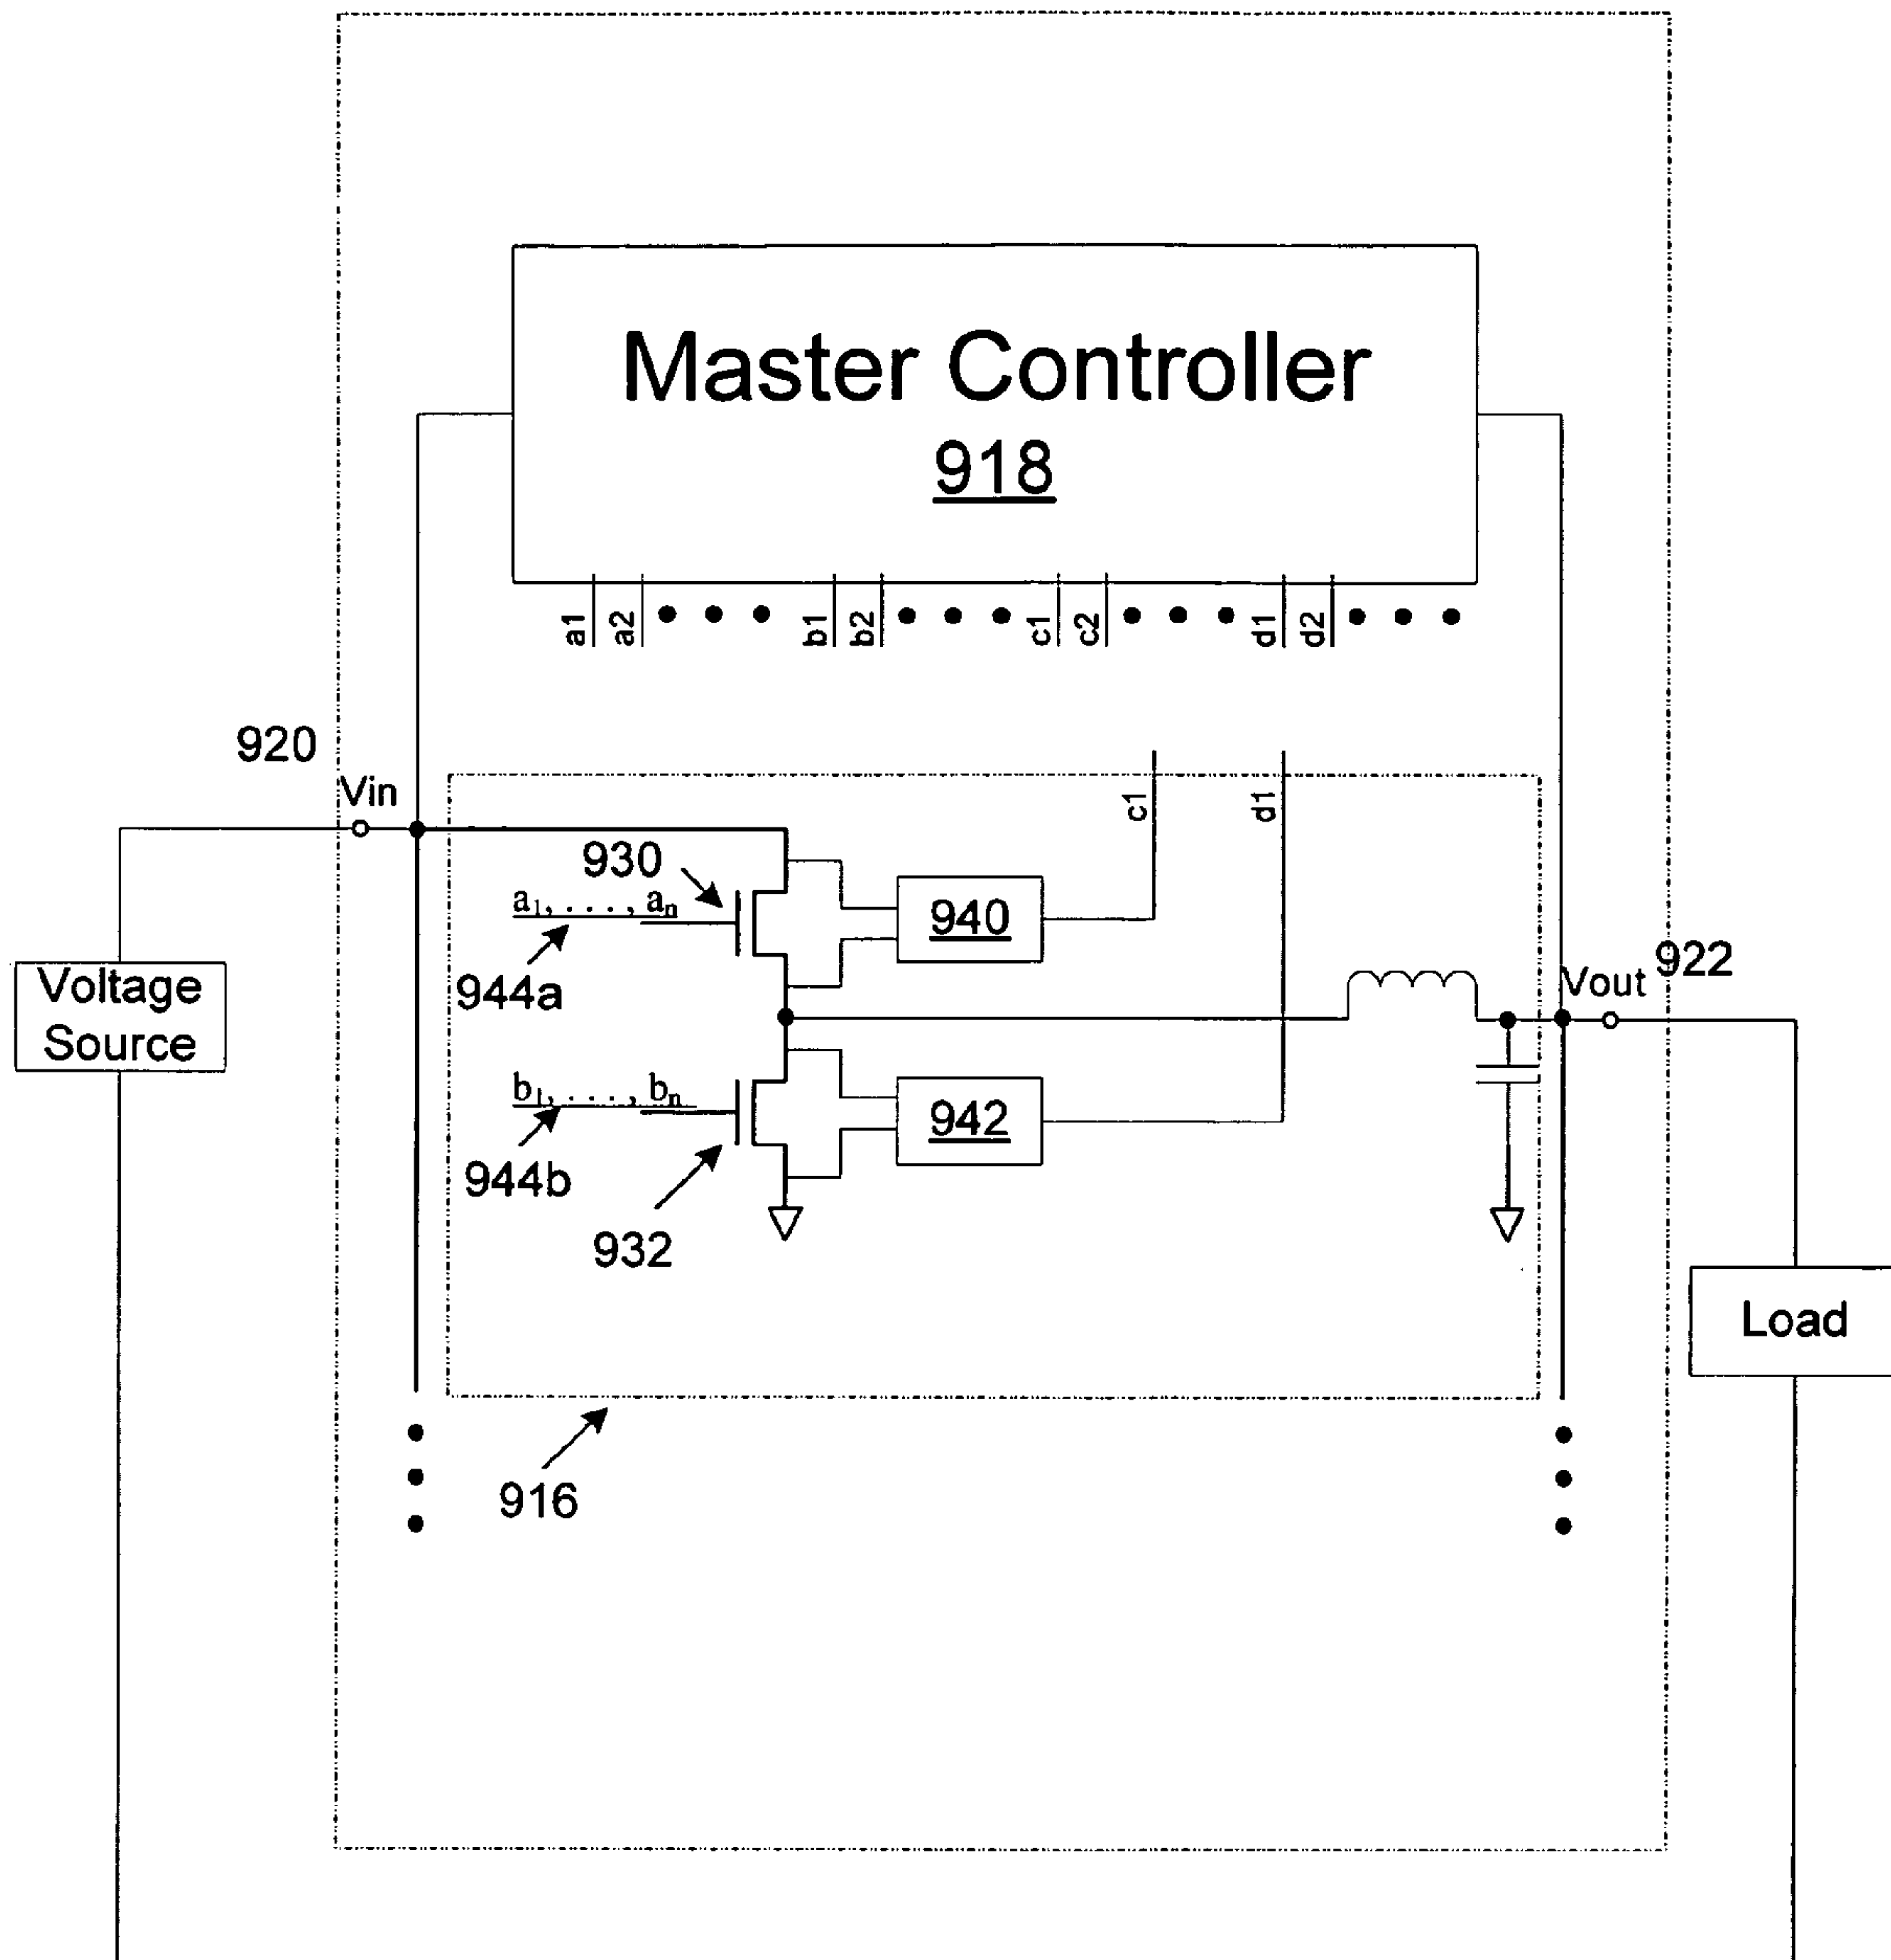 Master Controller
918
a1
a2
b1
b2
c1
c2
d1
d2
920
Vin
c1
d1
930
a₁, . . . , aₙ
940
944a
Voltage
Source
922
Vout
b₁, . . . , bₙ
942
944b
932
Load
916